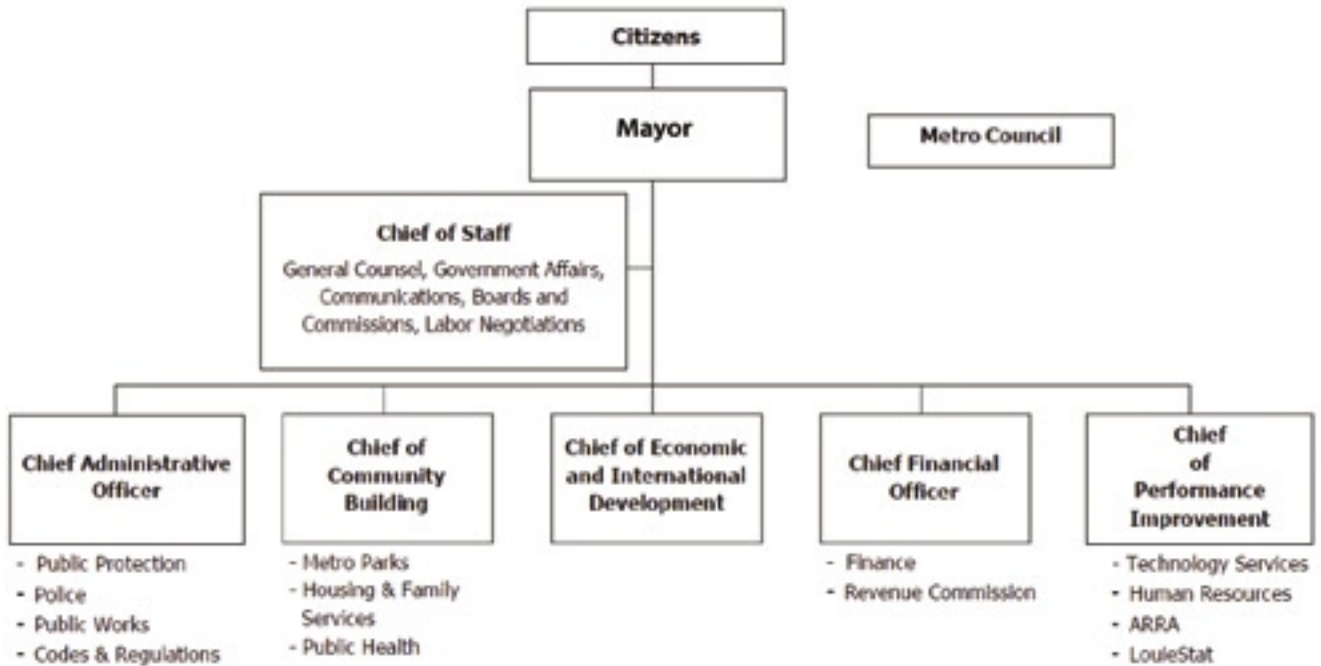 Citizens
Mayor
Metro Council
Chief of Staff
General Counsel, Government Affairs,
Communications, Boards and
Commissions, Labor Negotiations
Chief Administrative
Officer
- Public Protection
- Police
- Public Works
- Codes & Regulations
Chief of
Community
Building
- Metro Parks
- Housing & Family
Services
- Public Health
Chief of Economic
and International
Development
Chief Financial
Officer
- Finance
- Revenue Commission
Chief
of
Performance
Improvement
- Technology Services
- Human Resources
- ARRA
- LouieStat